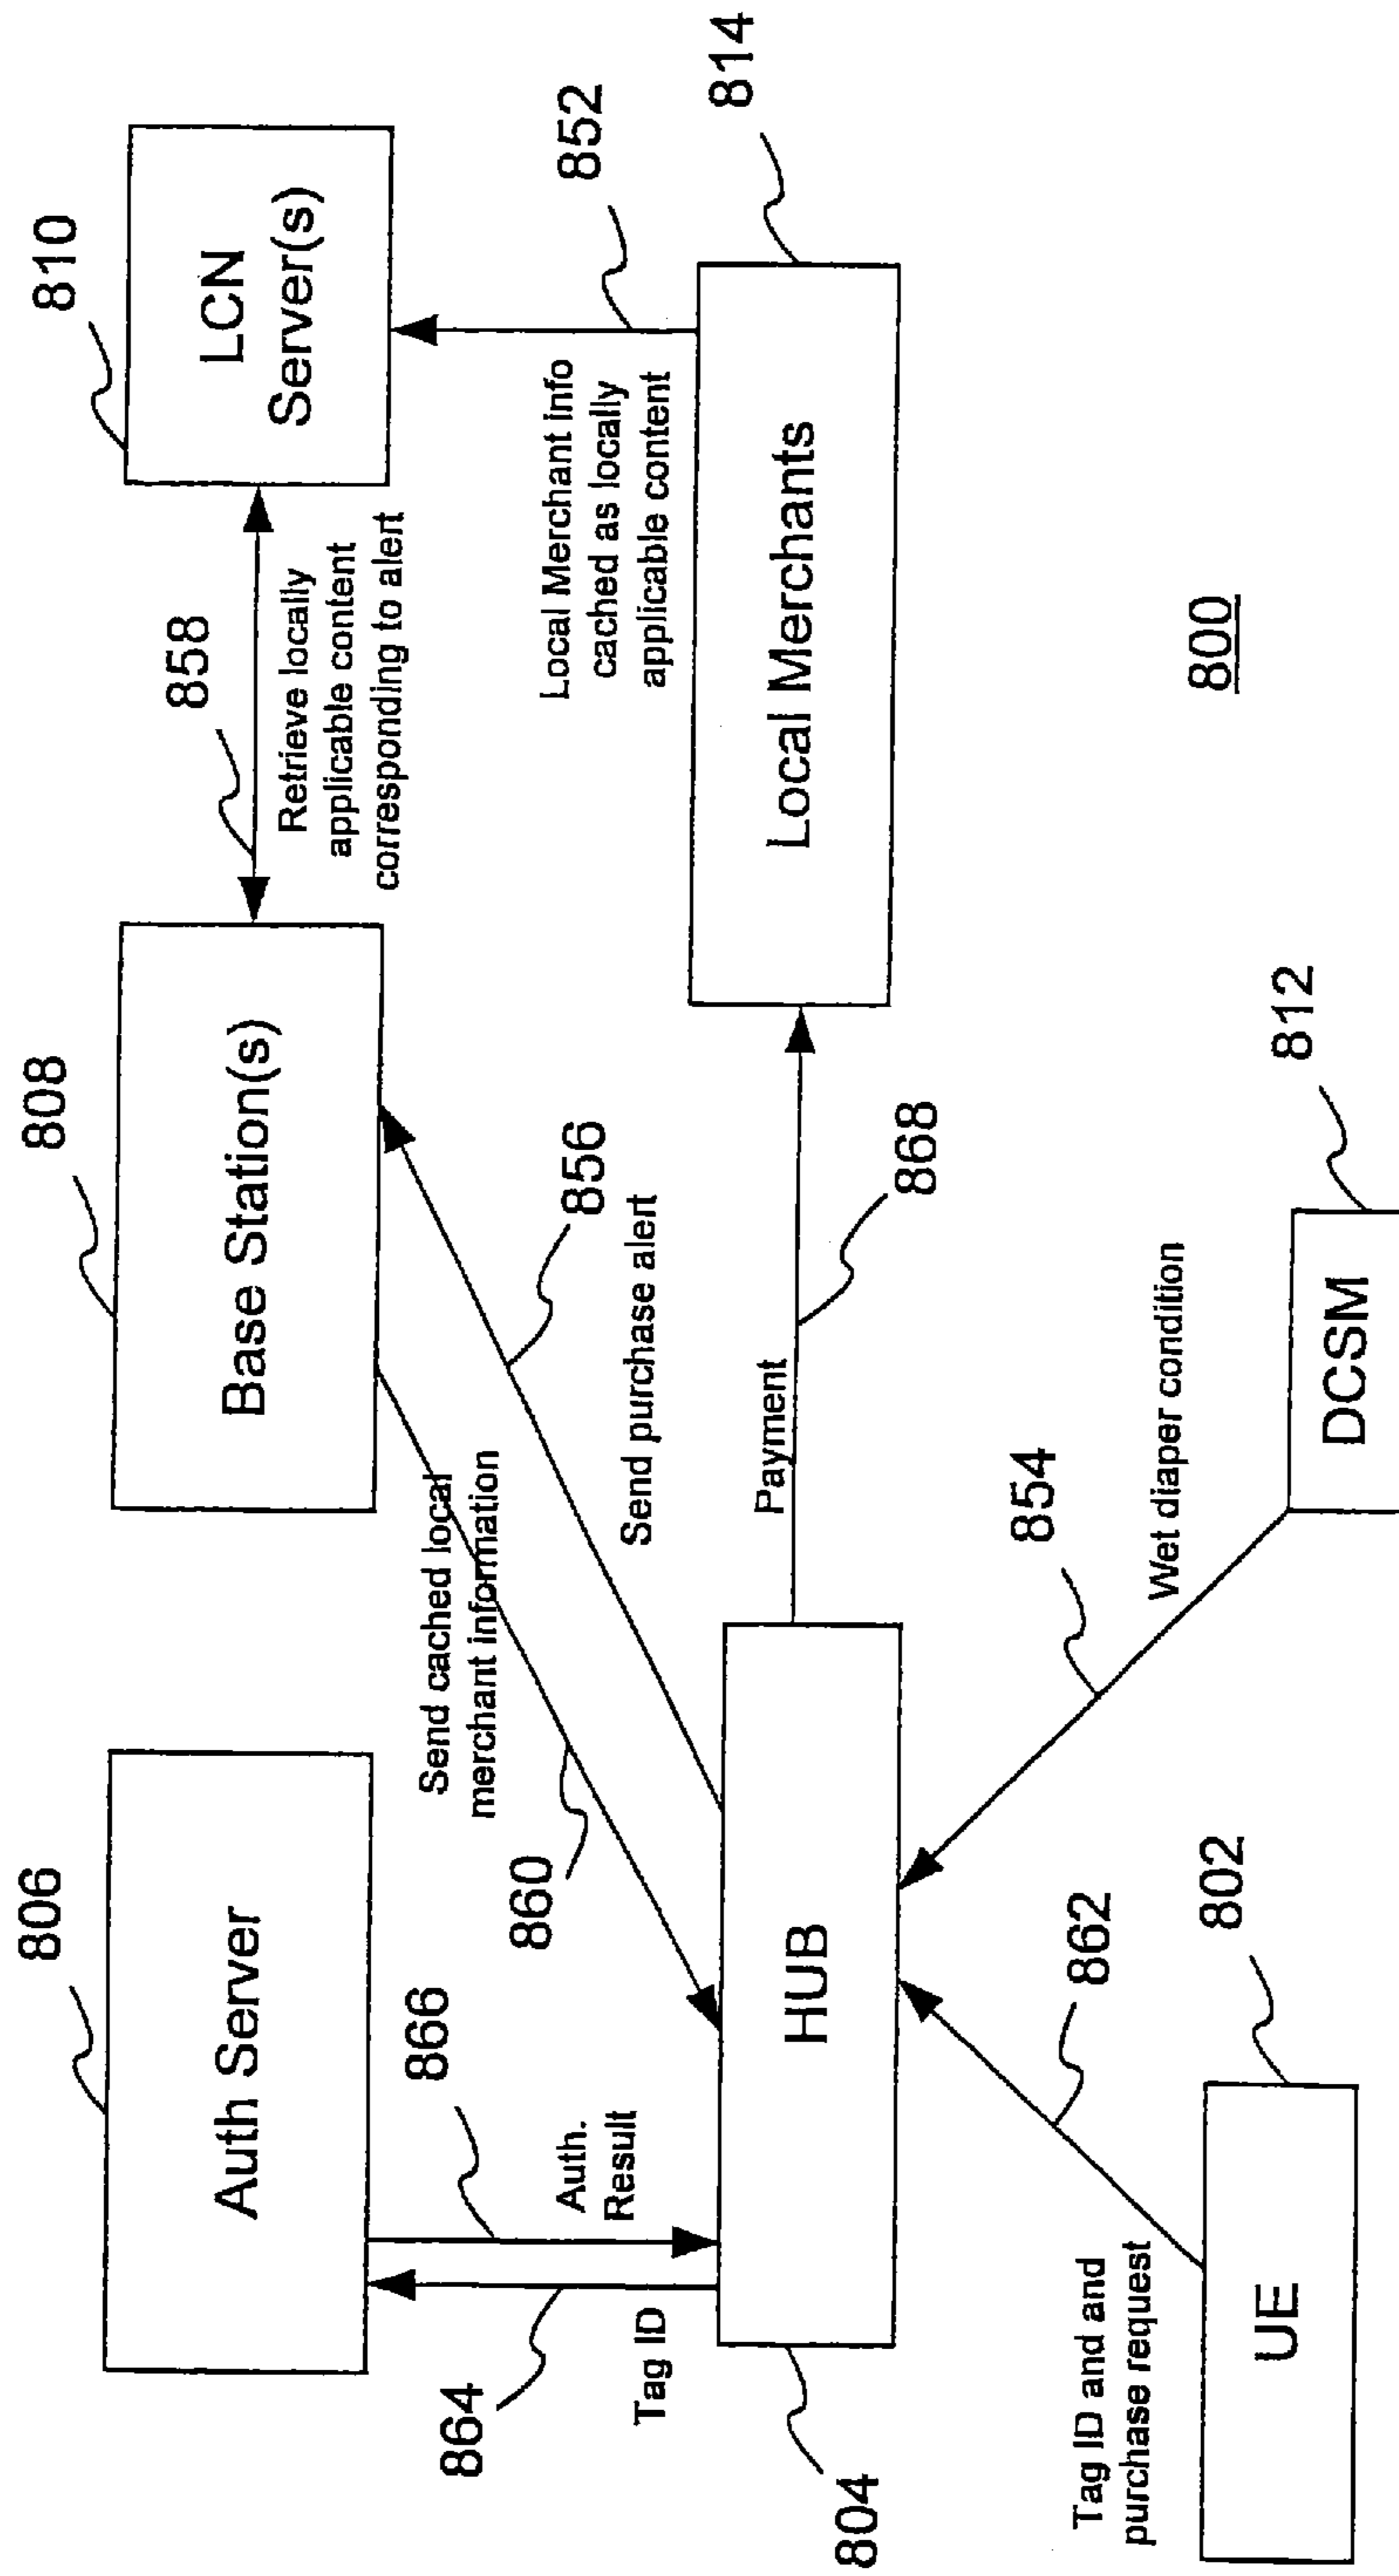 806
Auth Server
808
Base Station(s)
810
LCN
Server(s)
858
Retrieve locally
applicable content
corresponding to alert
852
Local Merchant info
cached as locally
applicable content
814
Local Merchants
864
Tag ID
866
Auth.
Result
860
Send cached local
merchant information
856
Send purchase alert
Payment
868
804
HUB
Tag ID and and
purchase request
862
802
UE
854
Wet diaper condition
812
DCSM
800